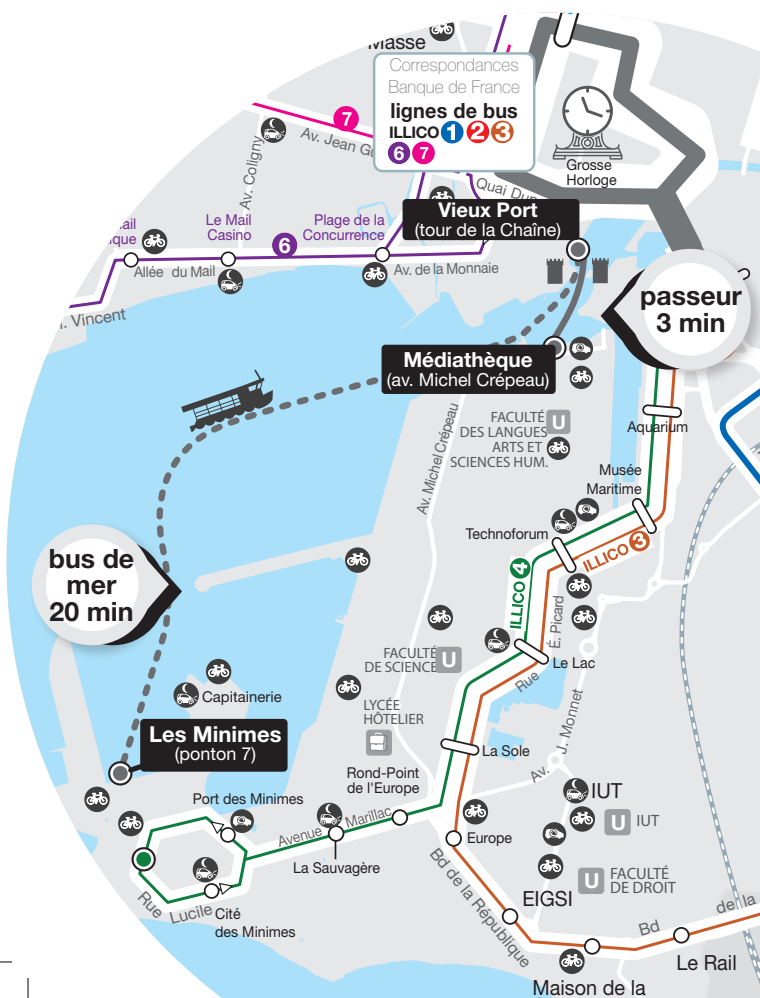 Masse
Correspondances
Banque de France
lignes de bus
ILLICO 1 2 3
6 7
7
Av. Jean Gu
Av. Coligny
Grosse
Horloge
Quai Du
Vieux Port
(tour de la Chaîne)
ail
que
Le Mail
Casino
Plage de la
Concurrence
6
Allée du Mail
Av. de la Monnaie
Vincent
passeur
3 min
Médiathèque
(av. Michel Crépeau)
Av. Michel Crépeau
FACULTÉ
DES LANGUES
ARTS ET
SCIENCES HUM.
U
Aquarium
Musée
Maritime
Technoforum
ILLICO 3
ILLICO 4
bus de
mer
20 min
Rue É. Picard
FACULTÉ
DE SCIENCE
U
Le Lac
Capitainerie
LYCÉE
HÔTELIER
Les Minimes
(ponton 7)
La Sole
Av. J. Monnet
Rond-Point
de l'Europe
Port des Minimes
IUT
U IUT
Avenue Marillac
Europe
La Sauvagère
U FACULTÉ
DE DROIT
EIGSI
Bd de la République
Rue Lucile
Cité
des Minimes
Bd de la
Le Rail
Maison de la